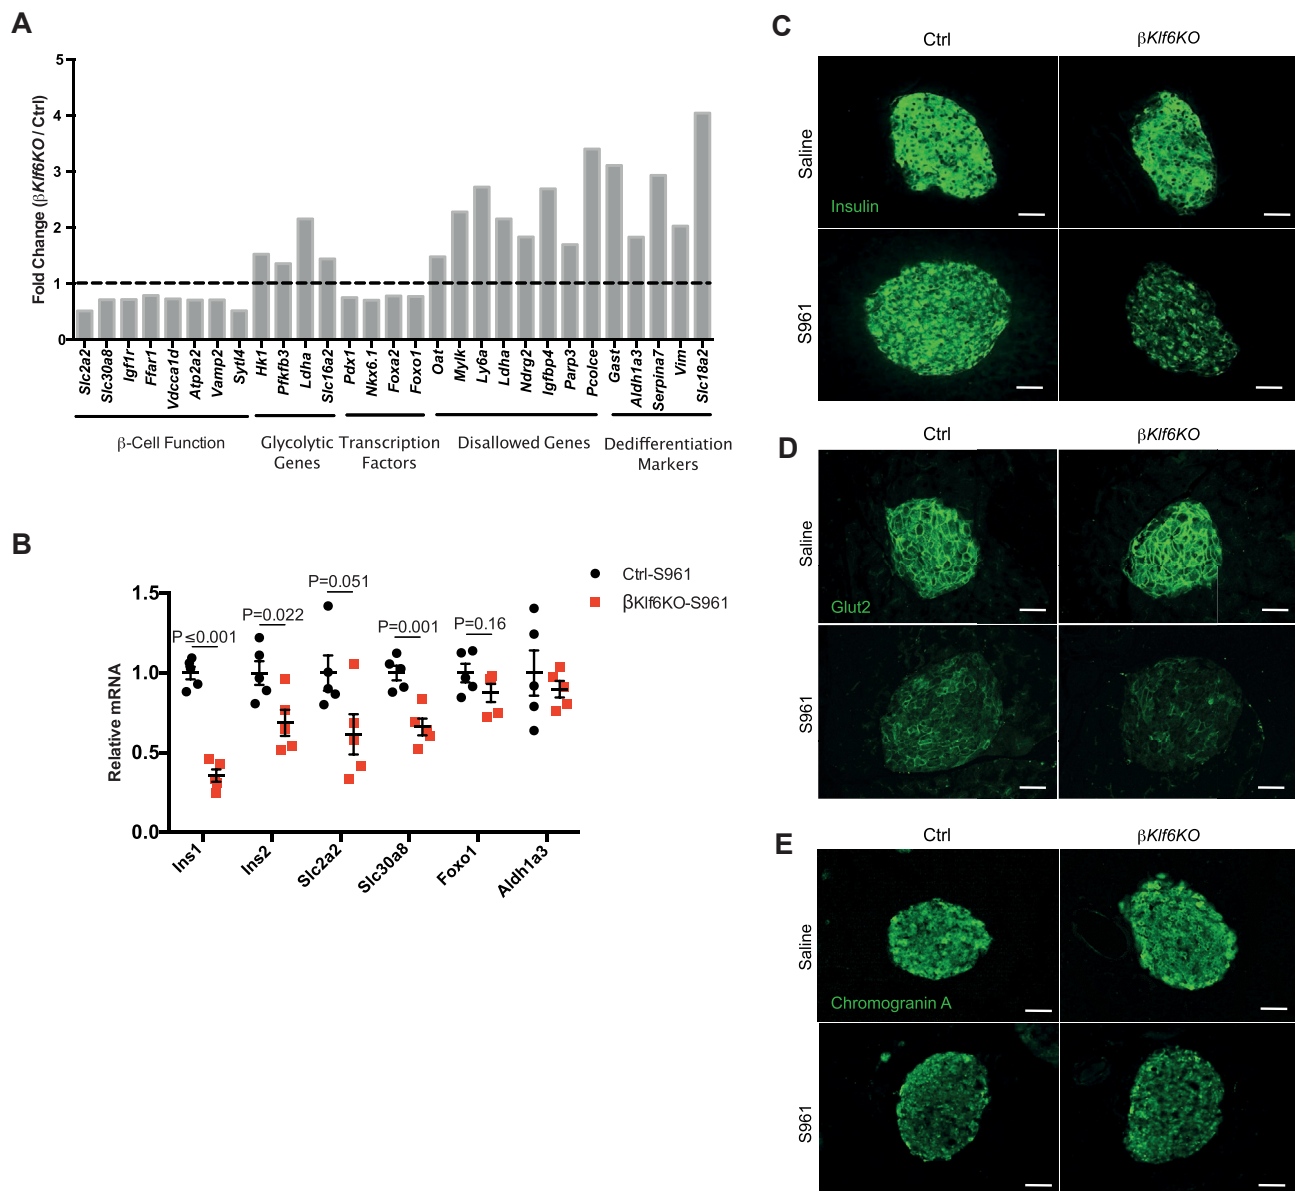 A
Fold Change (βKlf6KO / Ctrl)
5
4
3
2
1
0
Slc2a2
Slc30a8
Igf1r
Ffar1
Vdcca1d
Atp2a2
Vamp2
Sytl4
Hk1
Pfkfb3
Ldha
Slc16a2
Pdx1
Nkx6.1
Foxa2
Foxo1
Oat
Mylk
Ly6a
Ldha
Ndrg2
Igfbp4
Parp3
Pcolce
Gast
Aldh1a3
Serpina7
Vim
Slc18a2
β-Cell Function
Glycolytic
Genes
Transcription
Factors
Disallowed Genes
Dedifferentiation
Markers
B
Relative mRNA
1.5
1.0
0.5
0.0
P≤0.001
P=0.022
P=0.051
P=0.001
P=0.16
Ctrl-S961
βKlf6KO-S961
Ins1
Ins2
Slc2a2
Slc30a8
Foxo1
Aldh1a3
C
Ctrl
βKlf6KO
Saline
Insulin
S961
D
Ctrl
βKlf6KO
Saline
Glut2
S961
E
Ctrl
βKlf6KO
Saline
Chromogranin A
S961